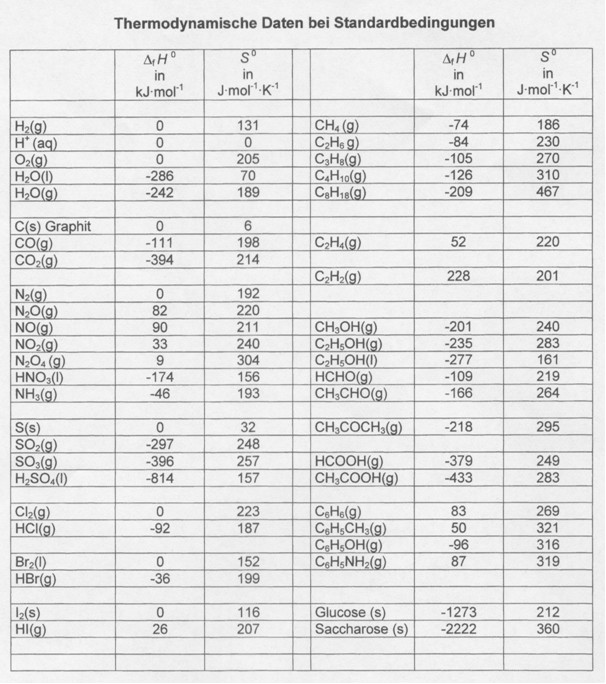 Thermodynamische Daten bei Standardbedingungen
ΔfH⁰ in kJ·mol⁻¹ S⁰ in J·mol⁻¹·K⁻¹ ΔfH⁰ in kJ·mol⁻¹ S⁰ in J·mol⁻¹·K⁻¹
H₂(g) 0 131 CH₄ (g) -74 186
H⁺ (aq) 0 0 C₂H₆ g) -84 230
O₂(g) 0 205 C₃H₈(g) -105 270
H₂O(l) -286 70 C₄H₁₀(g) -126 310
H₂O(g) -242 189 C₈H₁₈(g) -209 467
C(s) Graphit 0 6
CO(g) -111 198 C₂H₄(g) 52 220
CO₂(g) -394 214
C₂H₂(g) 228 201
N₂(g) 0 192
N₂O(g) 82 220
NO(g) 90 211 CH₃OH(g) -201 240
NO₂(g) 33 240 C₂H₅OH(g) -235 283
N₂O₄ (g) 9 304 C₂H₅OH(l) -277 161
HNO₃(l) -174 156 HCHO(g) -109 219
NH₃(g) -46 193 CH₃CHO(g) -166 264
S(s) 0 32 CH₃COCH₃(g) -218 295
SO₂(g) -297 248
SO₃(g) -396 257 HCOOH(g) -379 249
H₂SO₄(l) -814 157 CH₃COOH(g) -433 283
Cl₂(g) 0 223 C₆H₆(g) 83 269
HCl(g) -92 187 C₆H₅CH₃(g) 50 321
C₆H₅OH(g) -96 316
Br₂(l) 0 152 C₆H₅NH₂(g) 87 319
HBr(g) -36 199
I₂(s) 0 116 Glucose (s) -1273 212
HI(g) 26 207 Saccharose (s) -2222 360